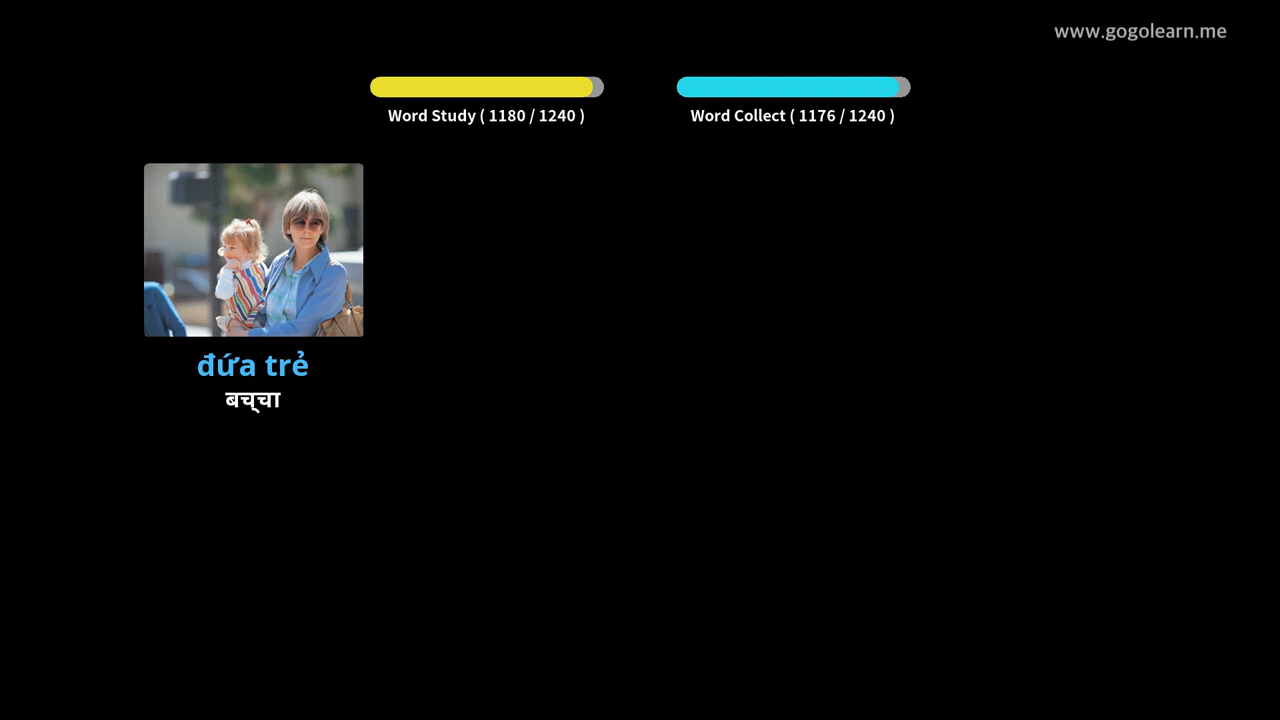 www.gogolearn.me
Word Study ( 1180 / 1240 )
Word Collect ( 1176 / 1240 )
đứa trẻ
बच्चा